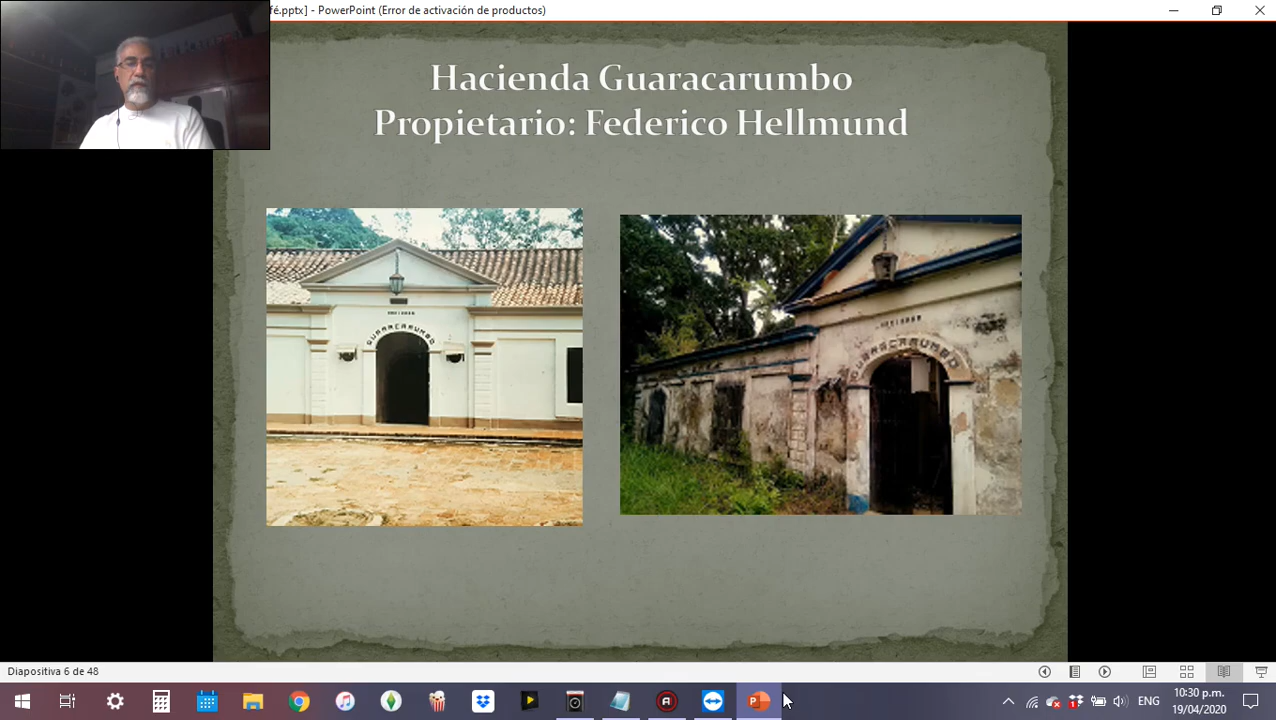 fé.pptx] - PowerPoint (Error de activación de productos)
Hacienda Guaracarumbo
Propietario: Federico Hellmund
GUARACARUMBO
GUARACARUMBO
Diapositiva 6 de 48
ENG
10:30 p.m.
19/04/2020